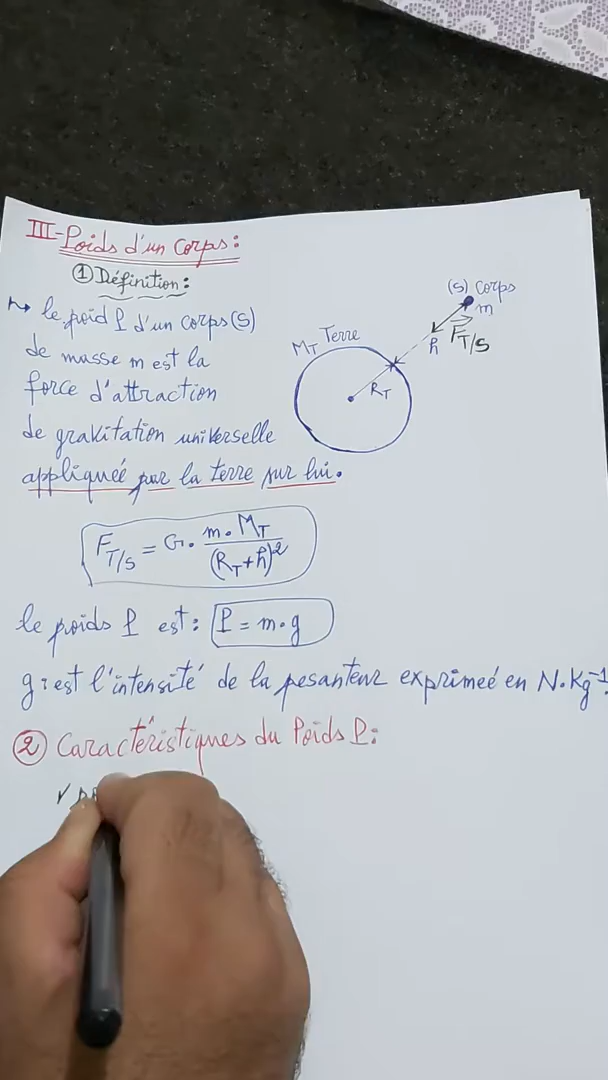 III-Poids d'un Corps:
① Définition:
le poid P d'un corps (S)
de masse m est la
force d'attraction
de gravitation universelle
appliqueé par la terre sur lui.
(S) Corps
m
F T/S
h
Terre
M_T
R_T
F_T/S = G. m. M_T / (R_T+h)²
le poids P est: P = m.g
g: est l'intensité de la pesanteur exprimeé en N.Kg⁻¹.
② Caractéristiques du Poids P: